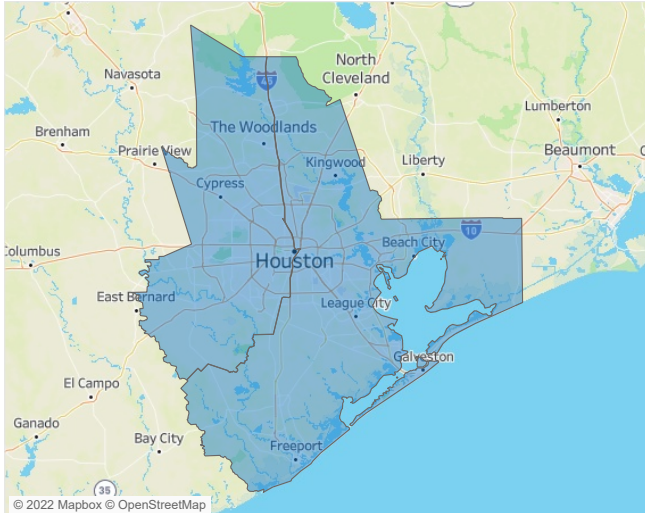 North
Cleveland
45
Navasota
Lumberton
The Woodlands
Brenham
Prairie View
Beaumont
Kingwood
Liberty
Cypress
10
Beach City
Columbus
Houston
East Bernard
League City
Galveston
El Campo
Ganado
Bay City
Freeport
35
© 2022 Mapbox © OpenStreetMap